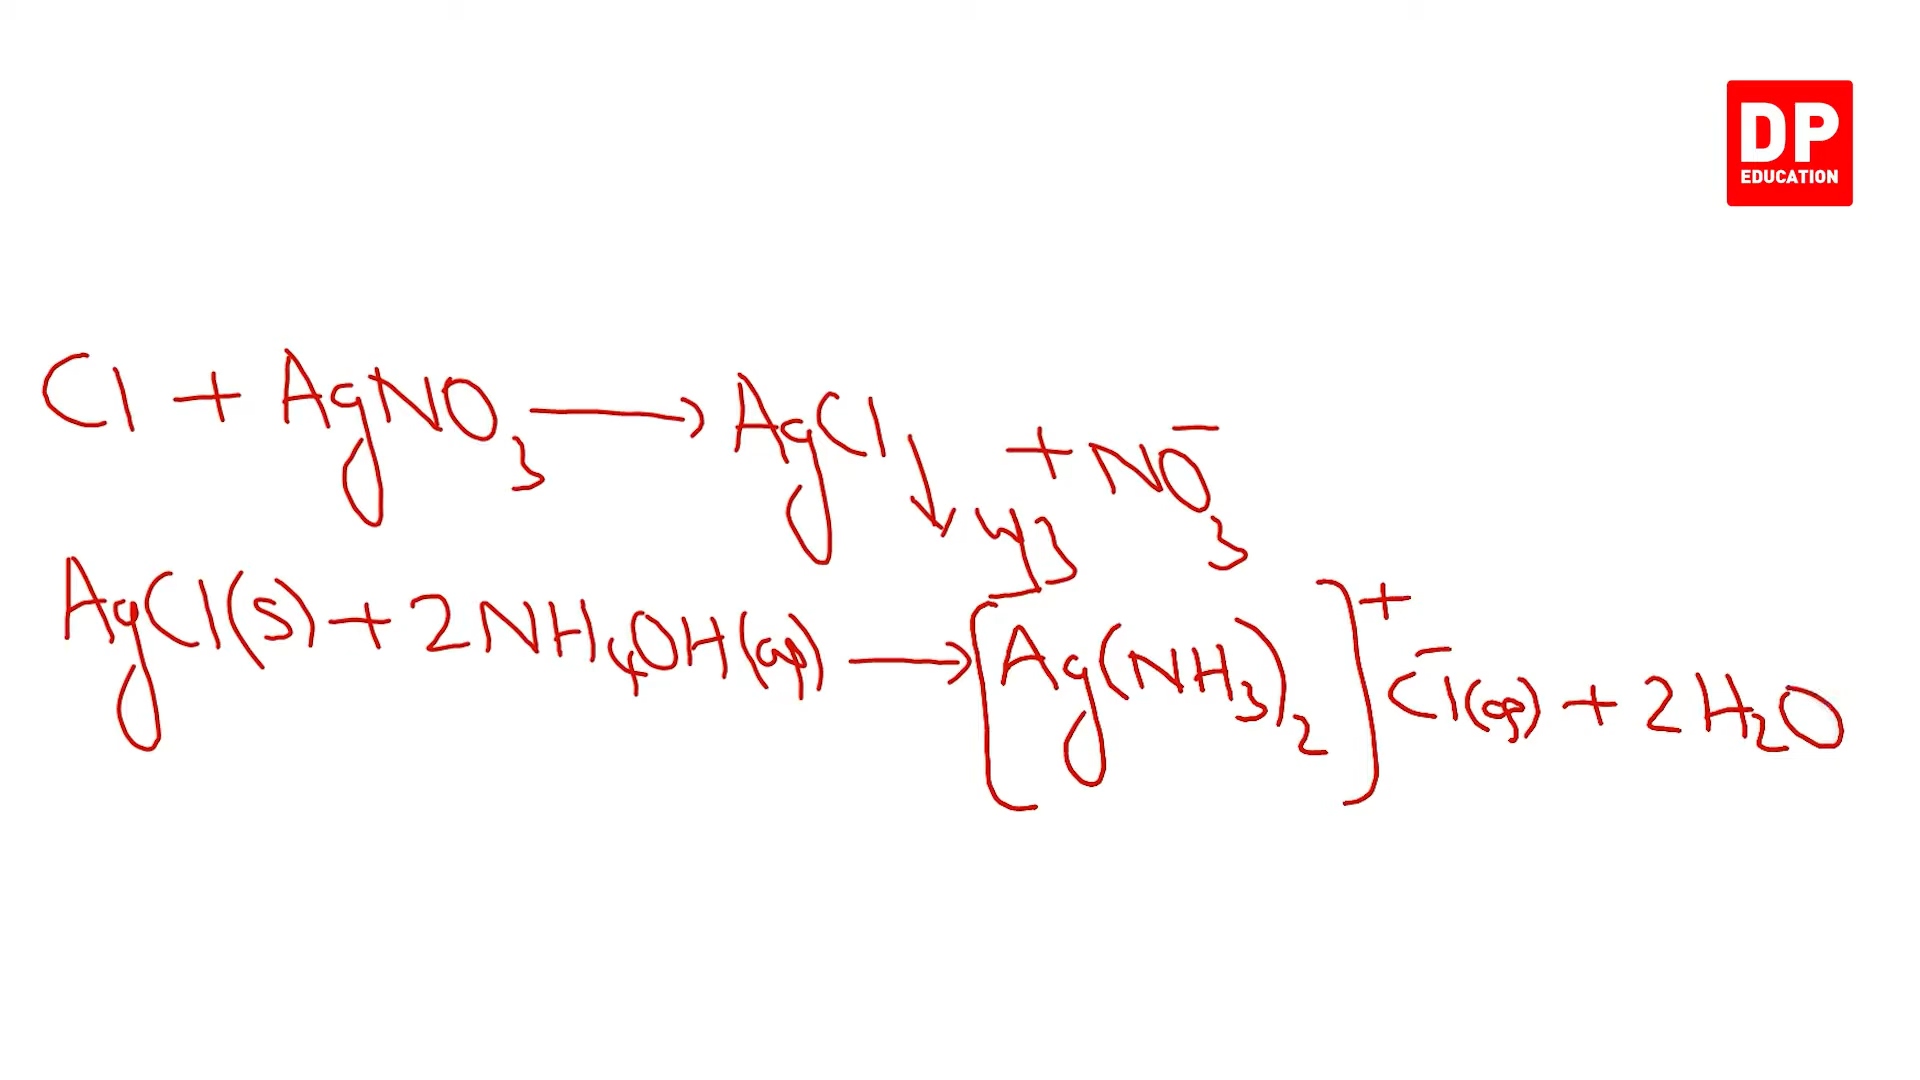 DP
EDUCATION
Cl + AgNO₃ → AgCl ↓ + NO₃⁻
AgCl(s) + 2NH₄OH(aq) → [Ag(NH₃)₂]⁺ Cl⁻(aq) + 2H₂O